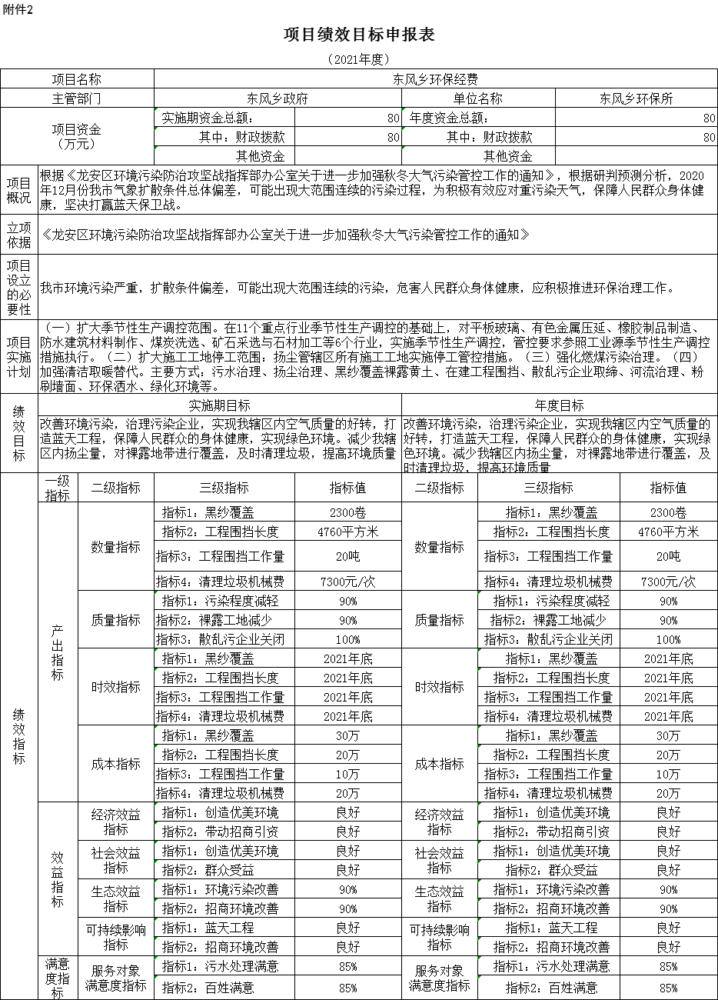 附件2
项目绩效目标申报表
（2021年度）
项目名称 东风乡环保经费
主管部门 东风乡政府 单位名称 东风乡环保所
项目资金
（万元）
实施期资金总额： 80 年度资金总额： 80
其中：财政拨款 80 其中：财政拨款 80
其他资金 其他资金
项目
概况
根据《龙安区环境污染防治攻坚战指挥部办公室关于进一步加强秋冬大气污染管控工作的通知》，根据研判预测分析，2020
年12月份我市气象扩散条件总体偏差，可能出现大范围连续的污染过程，为积极有效应对重污染天气，保障人民群众身体健
康，坚决打赢蓝天保卫战。
立项
依据
《龙安区环境污染防治攻坚战指挥部办公室关于进一步加强秋冬大气污染管控工作的通知》
项目
设立
的必
要性
我市环境污染严重，扩散条件偏差，可能出现大范围连续的污染，危害人民群众身体健康，应积极推进环保治理工作。
项目
实施
计划
（一）扩大季节性生产调控范围。在11个重点行业季节性生产调控的基础上，对平板玻璃、有色金属压延、橡胶制品制造、
防水建筑材料制作、煤炭洗选、矿石采选与石材加工等6个行业，实施季节性生产调控，管控要求参照工业源季节性生产调控
措施执行。（二）扩大施工工地停工范围：扬尘管辖区所有施工工地实施停工管控措施。（三）强化燃煤污染治理。（四）
加强清洁取暖替代。主要方式：污水治理、扬尘治理、黑纱覆盖裸露黄土、在建工程围挡、散乱污企业取缔、河流治理、粉
刷墙面、环保洒水、绿化环境等。
绩
效
目
标
实施期目标 年度目标
改善环境污染，治理污染企业，实现我辖区内空气质量的好转，打
造蓝天工程，保障人民群众的身体健康，实现绿色环境。减少我辖
区内扬尘量，对裸露地带进行覆盖，及时清理垃圾，提高环境质量
改善环境污染，治理污染企业，实现我辖区内空气质量的
好转，打造蓝天工程，保障人民群众的身体健康，实现绿
色环境。减少我辖区内扬尘量，对裸露地带进行覆盖，及
时清理垃圾，提高环境质量
绩
效
指
标
一级
指标
二级指标 三级指标 指标值 二级指标 三级指标 指标值
产
出
指
标
数量指标 数量指标
指标1：黑纱覆盖 2300卷 指标1：黑纱覆盖 2300卷
指标2：工程围挡长度 4760平方米 指标2：工程围挡长度 4760平方米
指标3：工程围挡工作量 20吨 指标3：工程围挡工作量 20吨
指标4：清理垃圾机械费 7300元/次 指标4：清理垃圾机械费 7300元/次
质量指标 质量指标
指标1：污染程度减轻 90% 指标1：污染程度减轻 90%
指标2：裸露工地减少 90% 指标2：裸露工地减少 90%
指标3：散乱污企业关闭 100% 指标3：散乱污企业关闭 100%
时效指标 时效指标
指标1：黑纱覆盖 2021年底 指标1：黑纱覆盖 2021年底
指标2：工程围挡长度 2021年底 指标2：工程围挡长度 2021年底
指标3：工程围挡工作量 2021年底 指标3：工程围挡工作量 2021年底
指标4：清理垃圾机械费 2021年底 指标4：清理垃圾机械费 2021年底
成本指标 成本指标
指标1：黑纱覆盖 30万 指标1：黑纱覆盖 30万
指标2：工程围挡长度 20万 指标2：工程围挡长度 20万
指标3：工程围挡工作量 10万 指标3：工程围挡工作量 10万
指标4：清理垃圾机械费 20万 指标4：清理垃圾机械费 20万
效
益
指
标
经济效益 经济效益
指标 指标
指标1：创造优美环境 良好 指标1：创造优美环境 良好
指标2：带动招商引资 良好 指标2：带动招商引资 良好
社会效益 社会效益
指标 指标
指标1：创造优美环境 良好 指标1：创造优美环境 良好
指标2：群众受益 良好 指标2：群众受益 良好
生态效益 生态效益
指标 指标
指标1：环境污染改善 90% 指标1：环境污染改善 90%
指标2：招商环境改善 90% 指标2：招商环境改善 90%
可持续影响 可持续影响
指标 指标
指标1：蓝天工程 良好 指标1：蓝天工程 良好
指标2：招商环境改善 良好 指标2：招商环境改善 良好
满意
度指
标
服务对象 服务对象
满意度指标 满意度指标
指标1：污水处理满意 85% 指标1：污水处理满意 85%
指标2：百姓满意 85% 指标2：百姓满意 85%